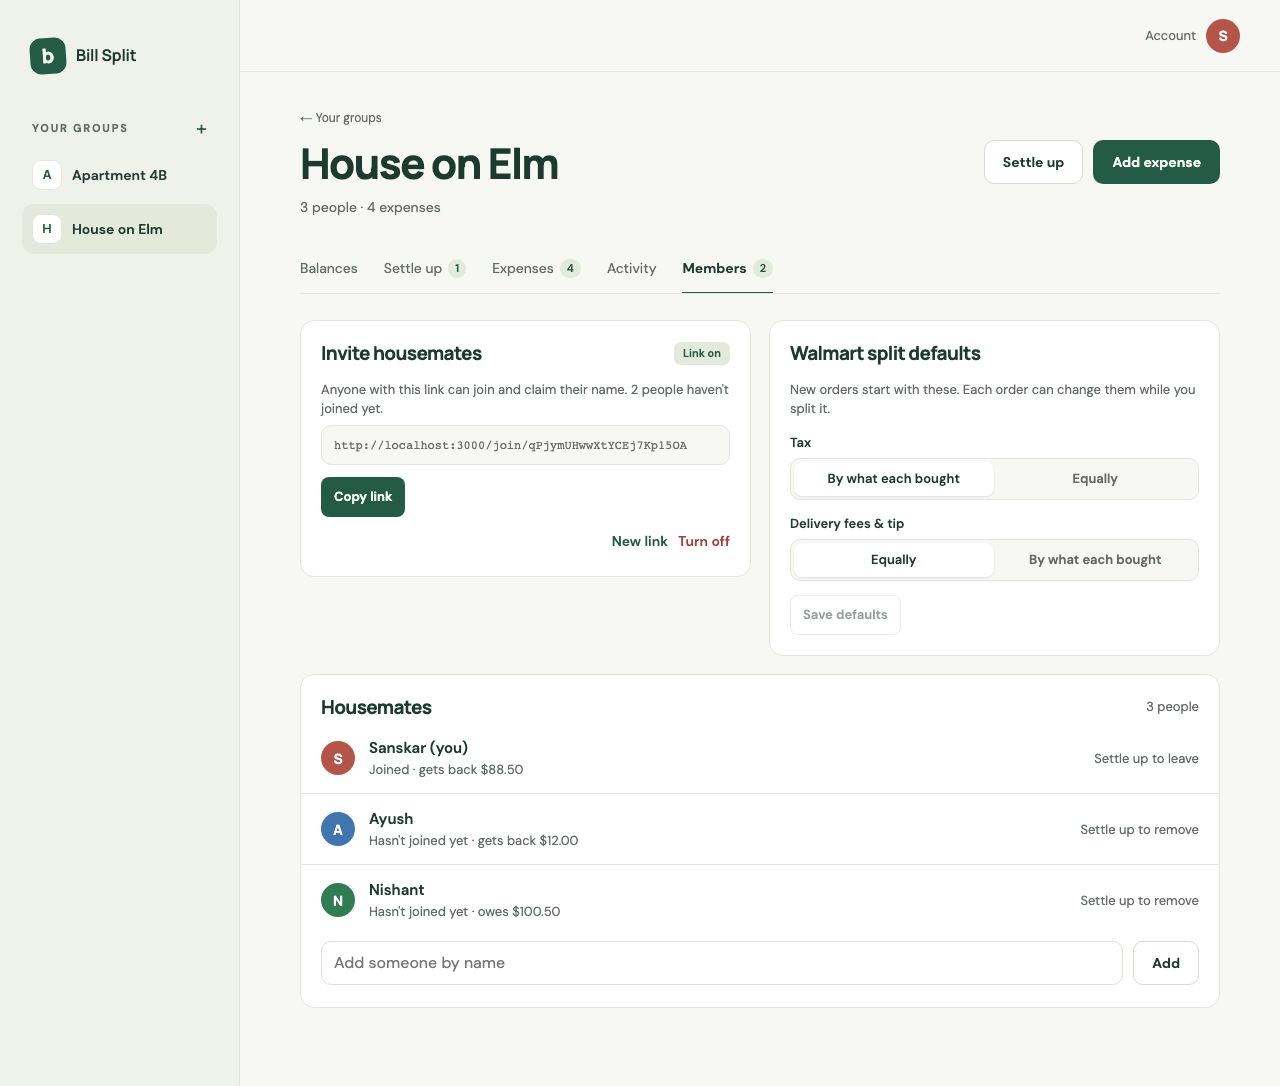 b Bill Split
Account S
YOUR GROUPS +
A Apartment 4B
H House on Elm
← Your groups
House on Elm
Settle up
Add expense
3 people · 4 expenses
Balances
Settle up 1
Expenses 4
Activity
Members 2
Invite housemates
Link on
Anyone with this link can join and claim their name. 2 people haven't
joined yet.
http://localhost:3000/join/qPjymUHwwXtYCEj7Kp15OA
Copy link
New link
Turn off
Walmart split defaults
New orders start with these. Each order can change them while you
split it.
Tax
By what each bought
Equally
Delivery fees & tip
Equally
By what each bought
Save defaults
Housemates
3 people
S
Sanskar (you)
Joined · gets back $88.50
Settle up to leave
A
Ayush
Hasn't joined yet · gets back $12.00
Settle up to remove
N
Nishant
Hasn't joined yet · owes $100.50
Settle up to remove
Add someone by name
Add